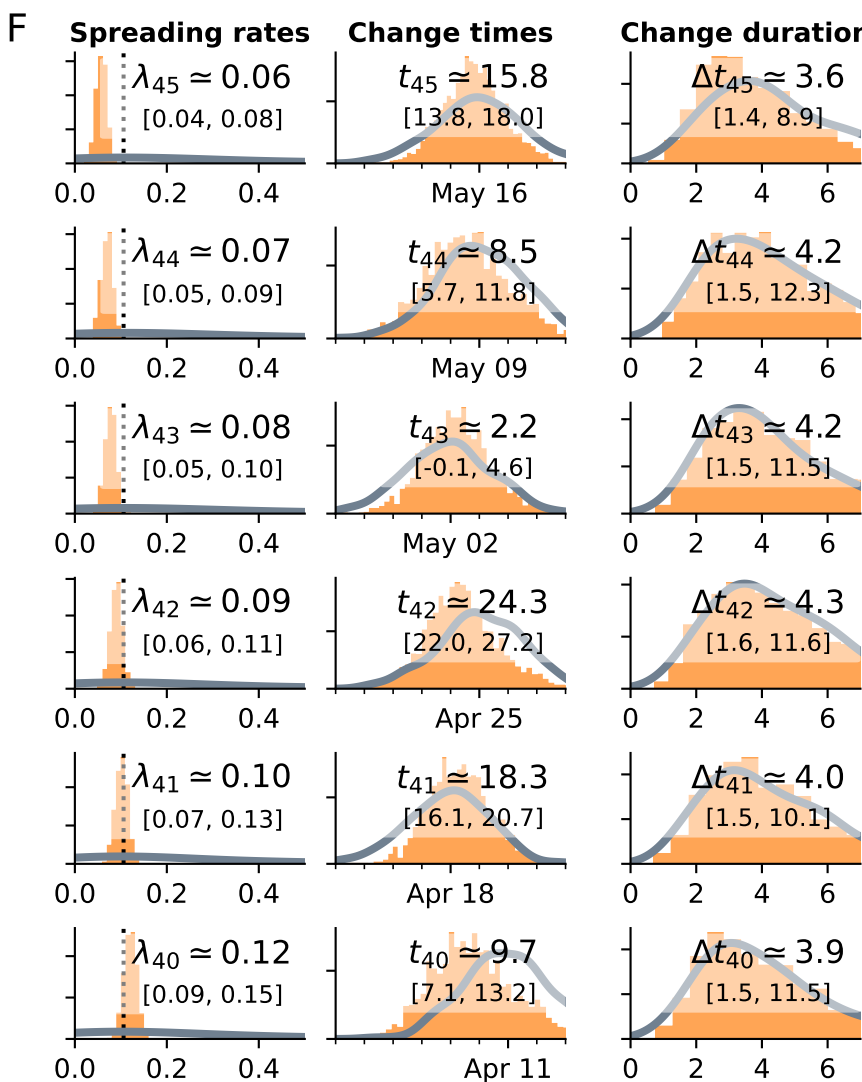 F
Spreading rates Change times Change duration
λ45 ≃ 0.06 t45 ≃ 15.8 Δt45 ≃ 3.6
[0.04, 0.08] [13.8, 18.0] [1.4, 8.9]
0.0 0.2 0.4 May 16 0 2 4 6
λ44 ≃ 0.07 t44 ≃ 8.5 Δt44 ≃ 4.2
[0.05, 0.09] [5.7, 11.8] [1.5, 12.3]
0.0 0.2 0.4 May 09 0 2 4 6
λ43 ≃ 0.08 t43 ≃ 2.2 Δt43 ≃ 4.2
[0.05, 0.10] [-0.1, 4.6] [1.5, 11.5]
0.0 0.2 0.4 May 02 0 2 4 6
λ42 ≃ 0.09 t42 ≃ 24.3 Δt42 ≃ 4.3
[0.06, 0.11] [22.0, 27.2] [1.6, 11.6]
0.0 0.2 0.4 Apr 25 0 2 4 6
λ41 ≃ 0.10 t41 ≃ 18.3 Δt41 ≃ 4.0
[0.07, 0.13] [16.1, 20.7] [1.5, 10.1]
0.0 0.2 0.4 Apr 18 0 2 4 6
λ40 ≃ 0.12 t40 ≃ 9.7 Δt40 ≃ 3.9
[0.09, 0.15] [7.1, 13.2] [1.5, 11.5]
0.0 0.2 0.4 Apr 11 0 2 4 6